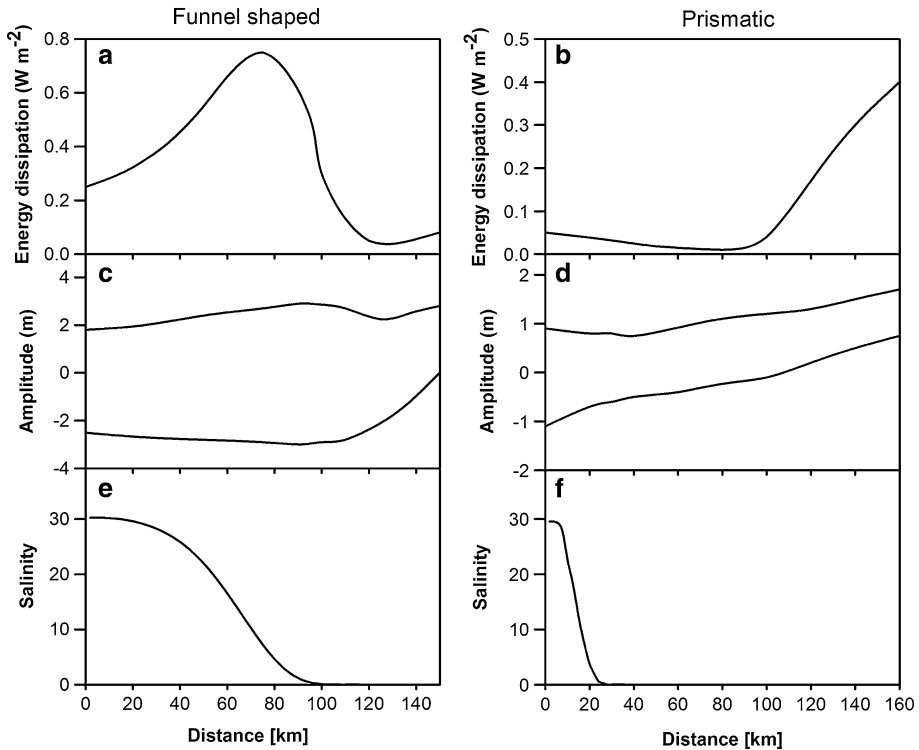 Funnel shaped
Prismatic
a
Energy dissipation (W m-2)
0.8
0.6
0.4
0.2
0.0
b
Energy dissipation (W m-2)
0.5
0.4
0.3
0.2
0.1
0.0
c
Amplitude (m)
4
2
0
-2
-4
d
Amplitude (m)
2
1
0
-1
-2
e
Salinity
30
20
10
0
0 20 40 60 80 100 120 140
Distance [km]
f
Salinity
30
20
10
0
0 20 40 60 80 100 120 140 160
Distance [km]